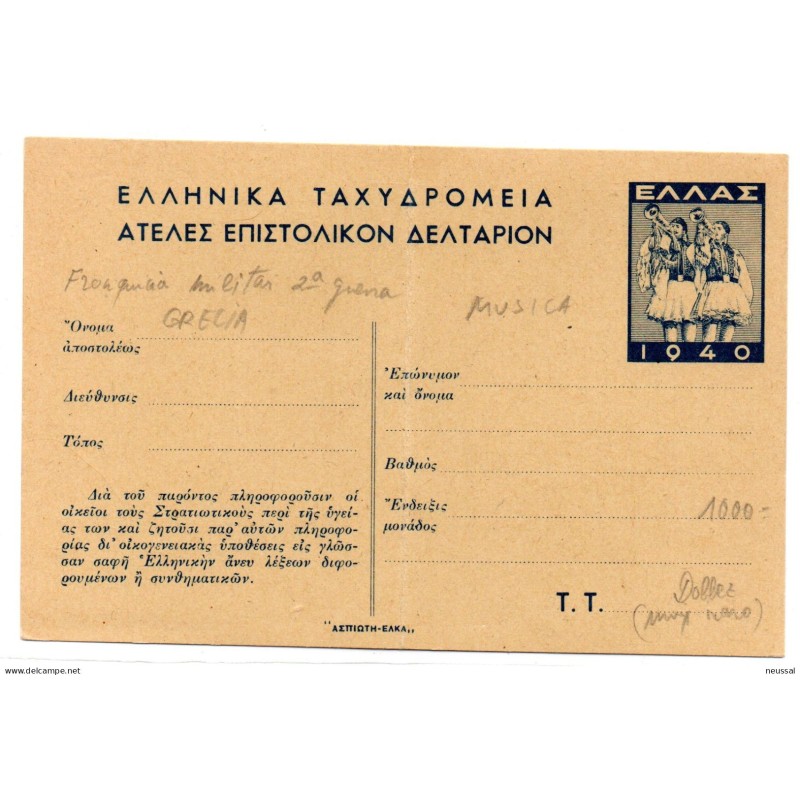 ΕΛΛΗΝΙΚΑ ΤΑΧΥΔΡΟΜΕΙΑ
ΑΤΕΛΕΣ ΕΠΙΣΤΟΛΙΚΟΝ ΔΕΛΤΑΡΙΟΝ
ΕΛΛΑΣ
1940
Franquicia militar 2ª guerra
GRECIA
MUSICA
Ὄνομα
ἀποστολέως
Διεύθυνσις
Τόπος
Διὰ τοῦ παρόντος πληροφοροῦσιν οἱ
οἰκεῖοι τοὺς Στρατιωτικοὺς περὶ τῆς ὑγεί-
ας των καὶ ζητοῦσι παρ' αὐτῶν πληροφο-
ρίας δι' οἰκογενειακὰς ὑποθέσεις εἰς γλῶσ-
σαν σαφῆ Ἑλληνικὴν ἄνευ λέξεων διφο-
ρουμένων ἢ συνθηματικῶν.
Ἐπώνυμον
καὶ ὄνομα
Βαθμὸς
Ἔνδειξις
μονάδος
1000-
Τ. Τ.
Doblez
(muy raro)
"ΑΣΠΙΩΤΗ-ΕΛΚΑ,,
www.delcampe.net
neussal